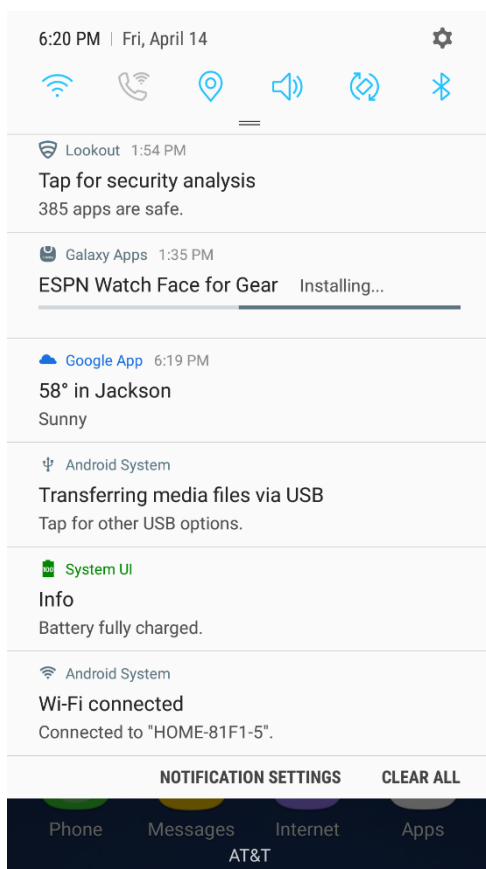 6:20 PM | Fri, April 14
Lookout 1:54 PM
Tap for security analysis
385 apps are safe.
Galaxy Apps 1:35 PM
ESPN Watch Face for Gear Installing...
Google App 6:19 PM
58° in Jackson
Sunny
Android System
Transferring media files via USB
Tap for other USB options.
100 System UI
Info
Battery fully charged.
Android System
Wi-Fi connected
Connected to "HOME-81F1-5".
NOTIFICATION SETTINGS CLEAR ALL
Phone Messages Internet Apps
AT&T